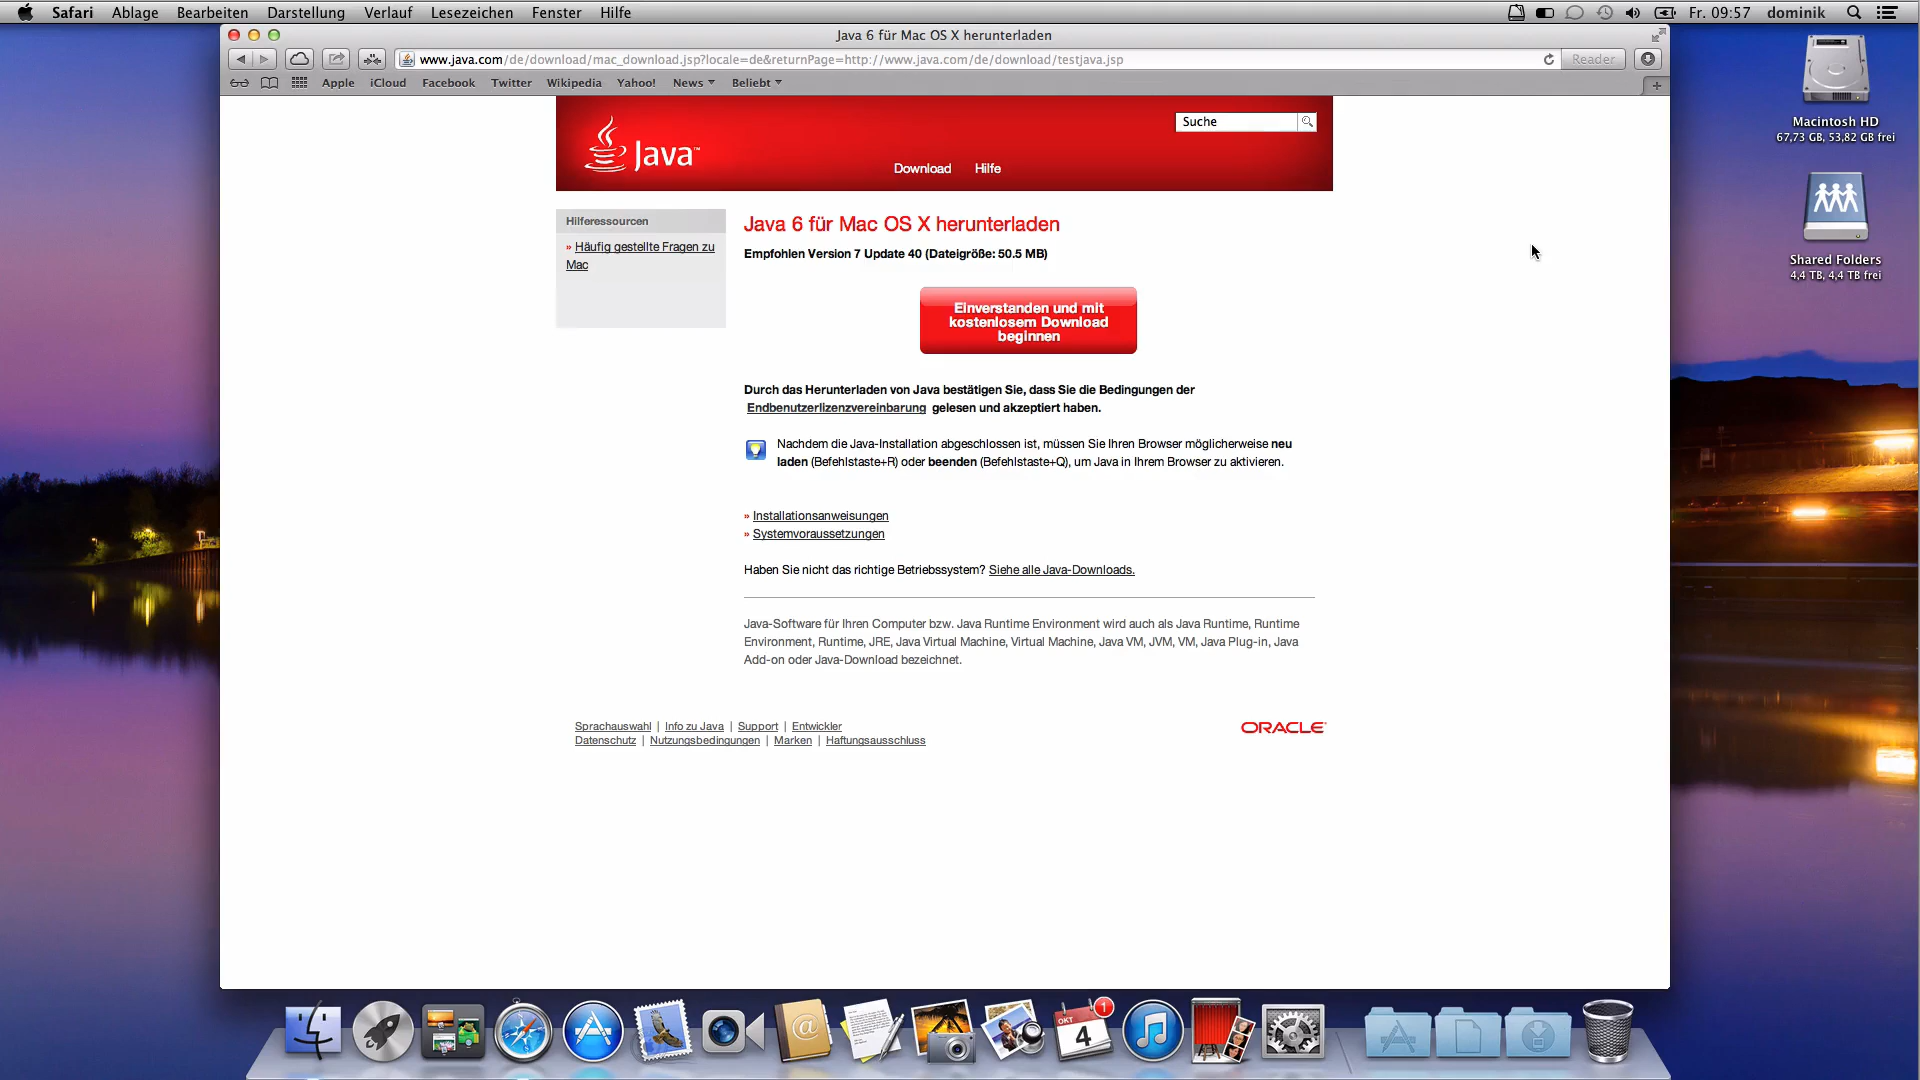 Safari Ablage Bearbeiten Darstellung Verlauf Lesezeichen Fenster Hilfe Fr. 09:57 dominik
Java 6 für Mac OS X herunterladen
www.java.com/de/download/mac_download.jsp?locale=de&returnPage=http://www.java.com/de/download/testjava.jsp Reader
Apple iCloud Facebook Twitter Wikipedia Yahoo! News Beliebt
Macintosh HD
67,73 GB, 53,82 GB frei
Shared Folders
4,4 TB, 4,4 TB frei
Suche
Java™
Download Hilfe
Hilferessourcen
» Häufig gestellte Fragen zu
Mac
Java 6 für Mac OS X herunterladen
Empfohlen Version 7 Update 40 (Dateigröße: 50.5 MB)
Einverstanden und mit
kostenlosem Download
beginnen
Durch das Herunterladen von Java bestätigen Sie, dass Sie die Bedingungen der
Endbenutzerlizenzvereinbarung gelesen und akzeptiert haben.
Nachdem die Java-Installation abgeschlossen ist, müssen Sie Ihren Browser möglicherweise neu
laden (Befehlstaste+R) oder beenden (Befehlstaste+Q), um Java in Ihrem Browser zu aktivieren.
» Installationsanweisungen
» Systemvoraussetzungen
Haben Sie nicht das richtige Betriebssystem? Siehe alle Java-Downloads.
Java-Software für Ihren Computer bzw. Java Runtime Environment wird auch als Java Runtime, Runtime
Environment, Runtime, JRE, Java Virtual Machine, Virtual Machine, Java VM, JVM, VM, Java Plug-in, Java
Add-on oder Java-Download bezeichnet.
Sprachauswahl | Info zu Java | Support | Entwickler
Datenschutz | Nutzungsbedingungen | Marken | Haftungsausschluss
ORACLE
OKT
4
1